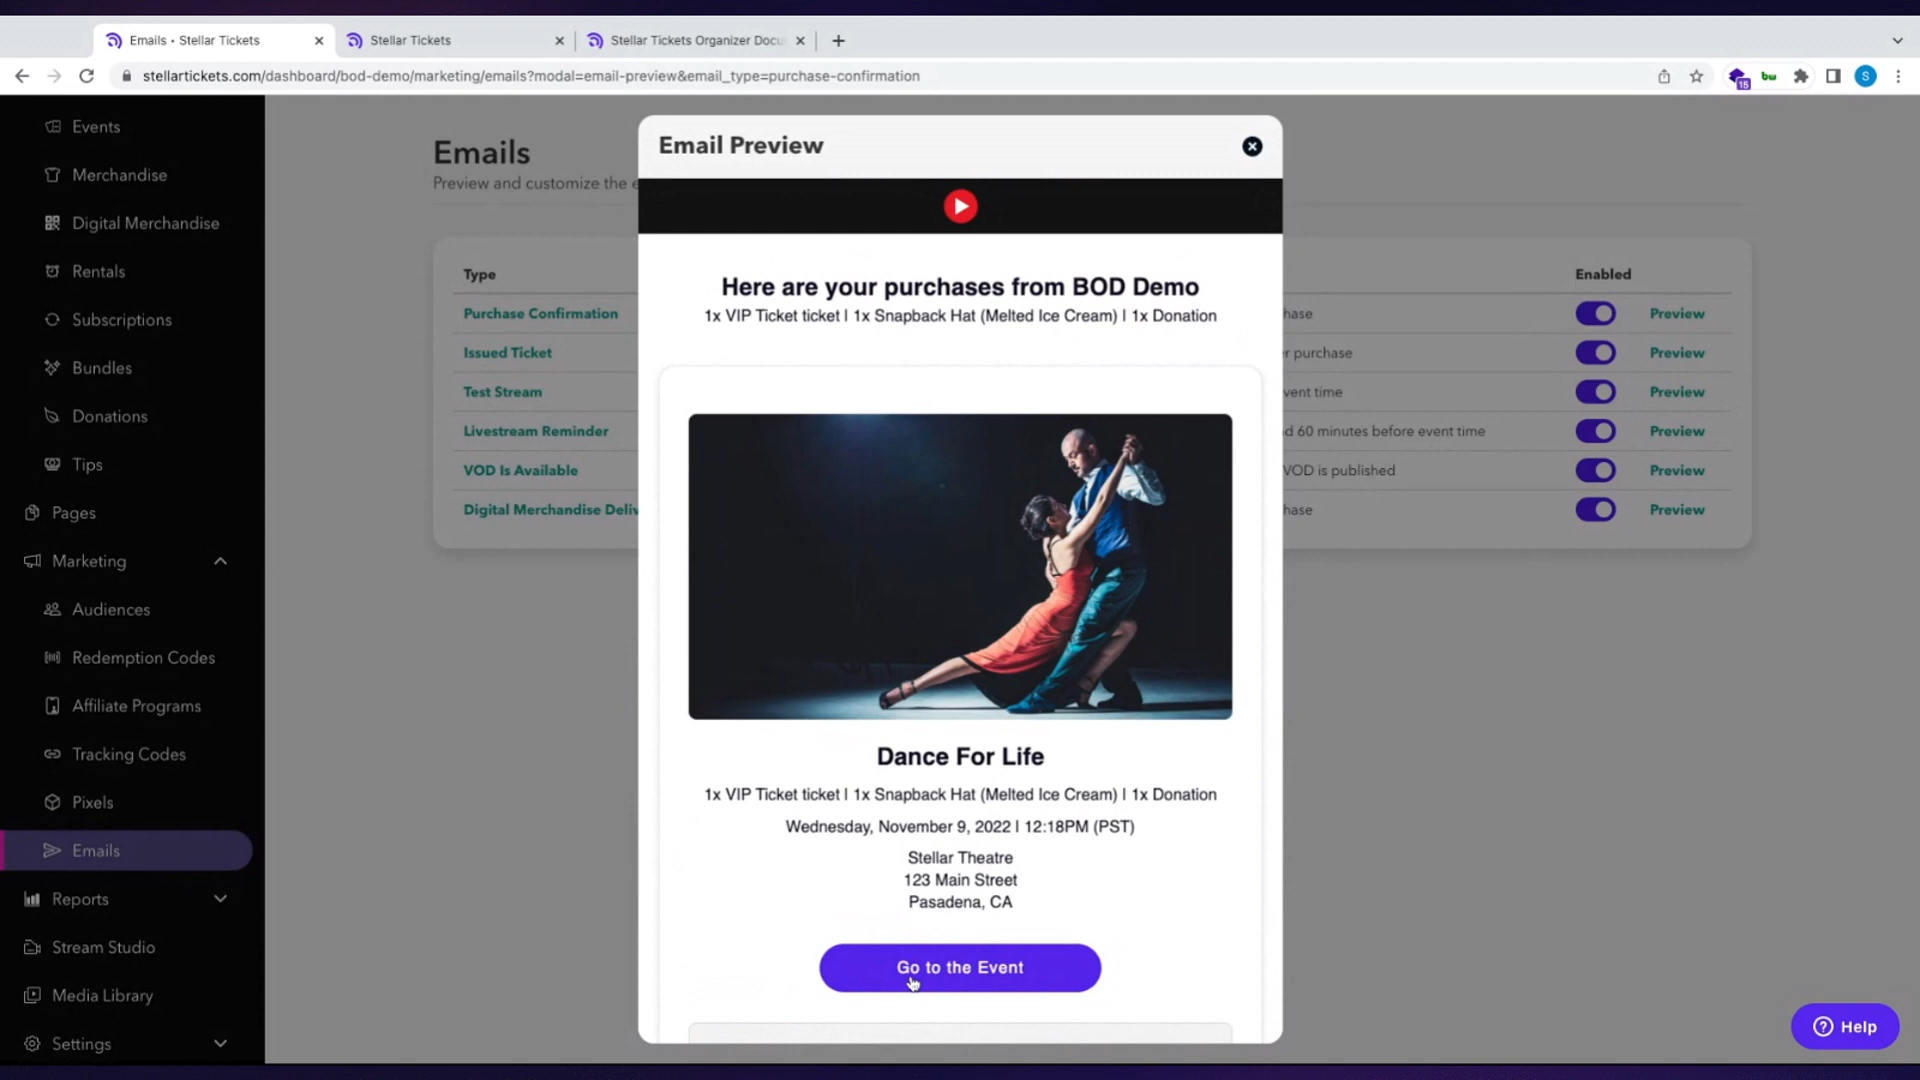 Emails • Stellar Tickets
Stellar Tickets
Stellar Tickets Organizer Docu
stellartickets.com/dashboard/bod-demo/marketing/emails?modal=email-preview&email_type=purchase-confirmation
15
bw
S
Events
Merchandise
Digital Merchandise
Rentals
Subscriptions
Bundles
Donations
Tips
Pages
Marketing
Audiences
Redemption Codes
Affiliate Programs
Tracking Codes
Pixels
Emails
Reports
Stream Studio
Media Library
Settings
Emails
Preview and customize the e
Type
Enabled
Purchase Confirmation
hase
Preview
Issued Ticket
r purchase
Preview
Test Stream
vent time
Preview
Livestream Reminder
d 60 minutes before event time
Preview
VOD Is Available
VOD is published
Preview
Digital Merchandise Deliv
hase
Preview
Email Preview
Here are your purchases from BOD Demo
1x VIP Ticket ticket | 1x Snapback Hat (Melted Ice Cream) | 1x Donation
Dance For Life
1x VIP Ticket ticket | 1x Snapback Hat (Melted Ice Cream) | 1x Donation
Wednesday, November 9, 2022 | 12:18PM (PST)
Stellar Theatre
123 Main Street
Pasadena, CA
Go to the Event
Help